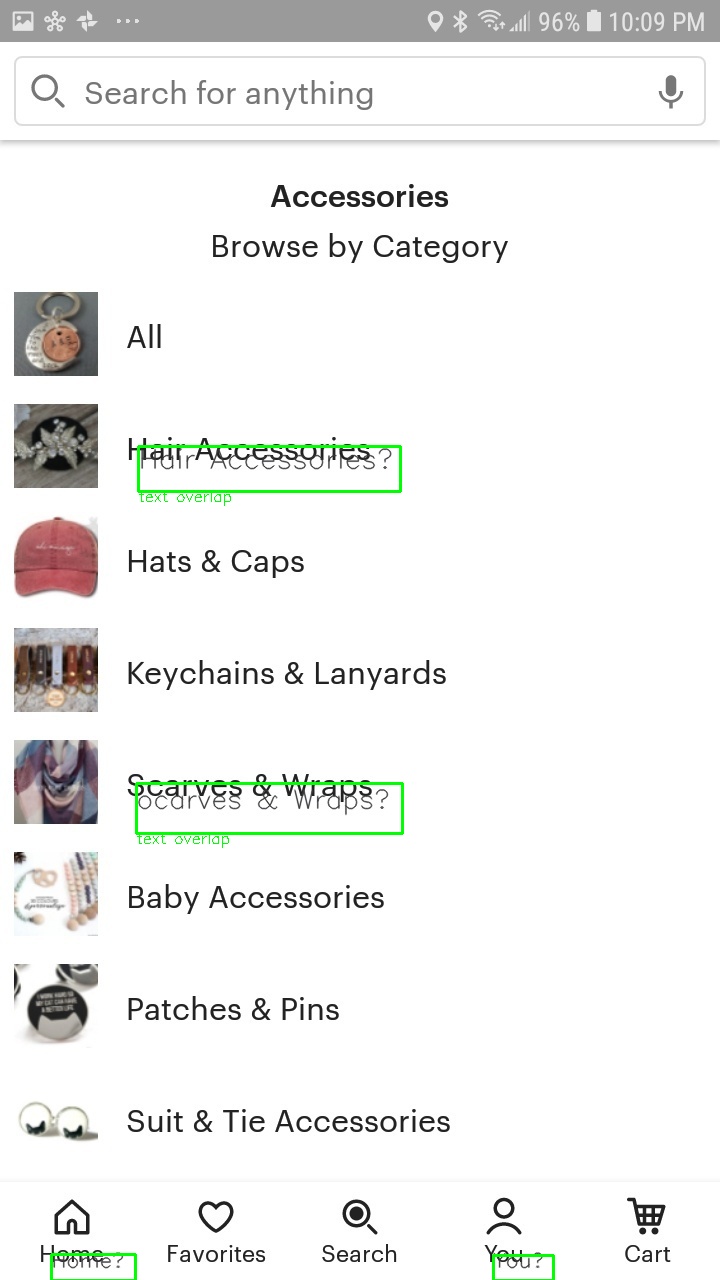 96% 10:09 PM
Search for anything
Accessories
Browse by Category
All
Hair Accessories
Hair Accessories?
text overlap
Hats & Caps
Keychains & Lanyards
Scarves & Wraps
ocarves & Wraps?
text overlap
Baby Accessories
Patches & Pins
Suit & Tie Accessories
Home Favorites Search You Cart
Home? You?